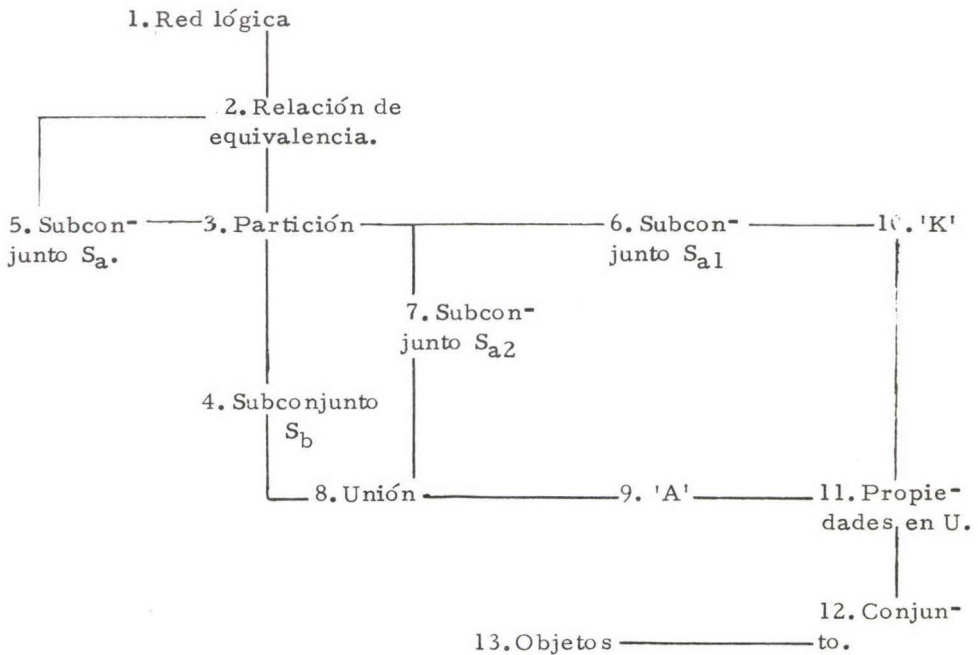 1. Red lógica
2. Relación de
equivalencia.
5. Subcon-
junto Sa.
3. Partición
6. Subcon-
junto Sa1
10. 'K'
7. Subcon-
junto Sa2
4. Subconjunto
Sb
8. Unión
9. 'A'
11. Propie-
dades en U.
12. Conjun-
to.
13. Objetos